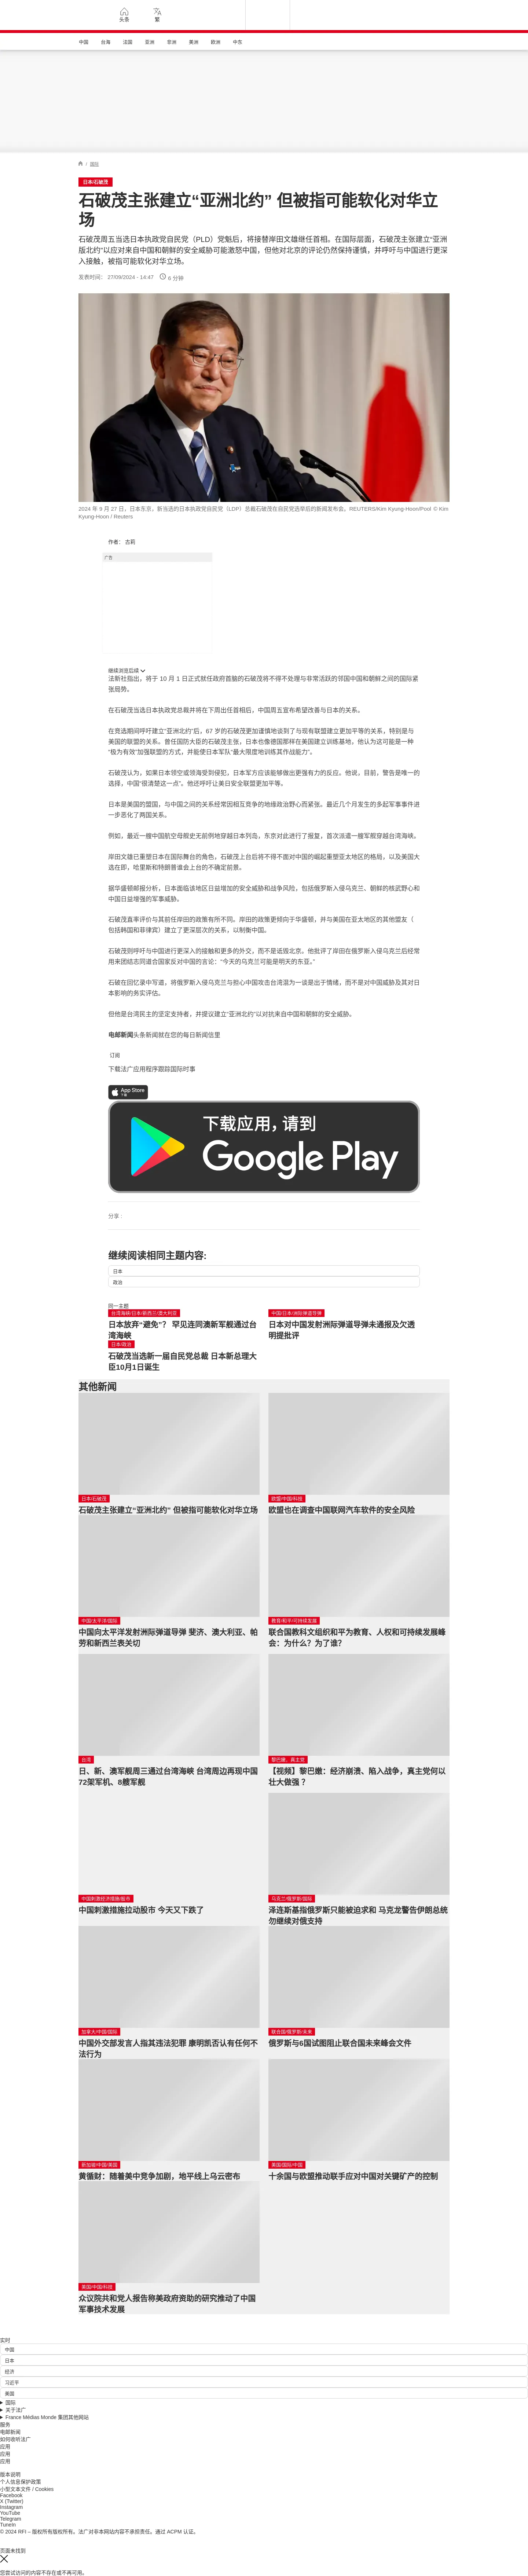 头条
繁
中国
台海
法国
亚洲
非洲
美洲
欧洲
中东
/ 国际
日本/石破茂
石破茂主张建立“亚洲北约” 但被指可能软化对华立
场
石破茂周五当选日本执政党自民党（PLD）党魁后，将接替岸田文雄继任首相。在国际层面，石破茂主张建立“亚洲
版北约”以应对来自中国和朝鲜的安全威胁可能激怒中国，但他对北京的评论仍然保持谨慎，并呼吁与中国进行更深
入接触，被指可能软化对华立场。
发表时间： 27/09/2024 - 14:47
6 分钟
2024 年 9 月 27 日，日本东京，新当选的日本执政党自民党（LDP）总裁石破茂在自民党选举后的新闻发布会。REUTERS/Kim Kyung-Hoon/Pool © Kim
Kyung-Hoon / Reuters
作者： 古莉
广告
继续浏览后续
法新社指出，将于 10 月 1 日正式就任政府首脑的石破茂将不得不处理与非常活跃的邻国中国和朝鲜之间的国际紧
张局势。
在石破茂当选日本执政党总裁并将在下周出任首相后，中国周五宣布希望改善与日本的关系。
在竞选期间呼吁建立“亚洲北约”后，67 岁的石破茂更加谨慎地谈到了与现有联盟建立更加平等的关系，特别是与
美国的联盟的关系。曾任国防大臣的石破茂主张，日本也像德国那样在美国建立训练基地，他认为这可能是一种
“极为有效”加强联盟的方式，并能使日本军队“最大限度地训练其作战能力”。
石破茂认为，如果日本领空或领海受到侵犯，日本军方应该能够做出更强有力的反应。他说，目前，警告是唯一的
选择，中国“很清楚这一点”。他还呼吁让美日安全联盟更加平等。
日本是美国的盟国，与中国之间的关系经常因相互竞争的地缘政治野心而紧张。最近几个月发生的多起军事事件进
一步恶化了两国关系。
例如，最近一艘中国航空母舰史无前例地穿越日本列岛，东京对此进行了报复，首次派遣一艘军舰穿越台湾海峡。
岸田文雄已重塑日本在国际舞台的角色，石破茂上台后将不得不面对中国的崛起重塑亚太地区的格局，以及美国大
选在即，哈里斯和特朗普谁会上台的不确定前景。
据华盛顿邮报分析，日本面临该地区日益增加的安全威胁和战争风险，包括俄罗斯入侵乌克兰、朝鲜的核武野心和
中国日益增强的军事威胁。
石破茂直率评价与其前任岸田的政策有所不同。岸田的政策更倾向于华盛顿，并与美国在亚太地区的其他盟友（
包括韩国和菲律宾）建立了更深层次的关系，以制衡中国。
石破茂则呼吁与中国进行更深入的接触和更多的外交，而不是诋毁北京。他批评了岸田在俄罗斯入侵乌克兰后经常
用来团结志同道合国家反对中国的言论：“今天的乌克兰可能是明天的东亚。”
石破在回忆录中写道，将俄罗斯入侵乌克兰与担心中国攻击台湾混为一谈是出于情绪，而不是对中国威胁及其对日
本影响的务实评估。
但他是台湾民主的坚定支持者，并提议建立“亚洲北约”以对抗来自中国和朝鲜的安全威胁。
电邮新闻头条新闻就在您的每日新闻信里
订阅
下载法广应用程序跟踪国际时事
App Store
下载
下载应用，请到
Google Play
分享 :
继续阅读相同主题内容:
日本
政治
同一主题
台湾海峡/日本/新西兰/澳大利亚
日本放弃“避免”？ 罕见连同澳新军舰通过台
湾海峡
中国/日本/洲际弹道导弹
日本对中国发射洲际弹道导弹未通报及欠透
明提批评
日本/政治
石破茂当选新一届自民党总裁 日本新总理大
臣10月1日诞生
其他新闻
日本/石破茂
石破茂主张建立“亚洲北约” 但被指可能软化对华立场
欧盟/中国/科技
欧盟也在调查中国联网汽车软件的安全风险
中国/太平洋/国际
中国向太平洋发射洲际弹道导弹 斐济、澳大利亚、帕
劳和新西兰表关切
教育/和平/可持续发展
联合国教科文组织和平为教育、人权和可持续发展峰
会：为什么？为了谁？
台湾
日、新、澳军舰周三通过台湾海峡 台湾周边再现中国
72架军机、8艘军舰
黎巴嫩，真主党
【视频】黎巴嫩：经济崩溃、陷入战争，真主党何以
壮大做强 ?
中国刺激经济措施/股市
中国刺激措施拉动股市 今天又下跌了
乌克兰/俄罗斯/国际
泽连斯基指俄罗斯只能被迫求和 马克龙警告伊朗总统
勿继续对俄支持
加拿大/中国/国际
中国外交部发言人指其违法犯罪 康明凯否认有任何不
法行为
联合国/俄罗斯/未来
俄罗斯与6国试图阻止联合国未来峰会文件
新加坡/中国/美国
黄循财：随着美中竞争加剧，地平线上乌云密布
美国/国际/中国
十余国与欧盟推动联手应对中国对关键矿产的控制
美国/中国/科技
众议院共和党人报告称美政府资助的研究推动了中国
军事技术发展
实时
中国
日本
经济
习近平
美国
国际
关于法广
France Médias Monde 集团其他网站
服务
电邮新闻
如何收听法广
应用
应用
应用
版本说明
个人信息保护政策
小型文本文件 / Cookies
Facebook
X (Twitter)
Instagram
YouTube
Telegram
TuneIn
© 2024 RFI – 版权所有版权所有。法广对非本网站内容不承担责任。通过 ACPM 认证。
页面未找到
您尝试访问的内容不存在或不再可用。